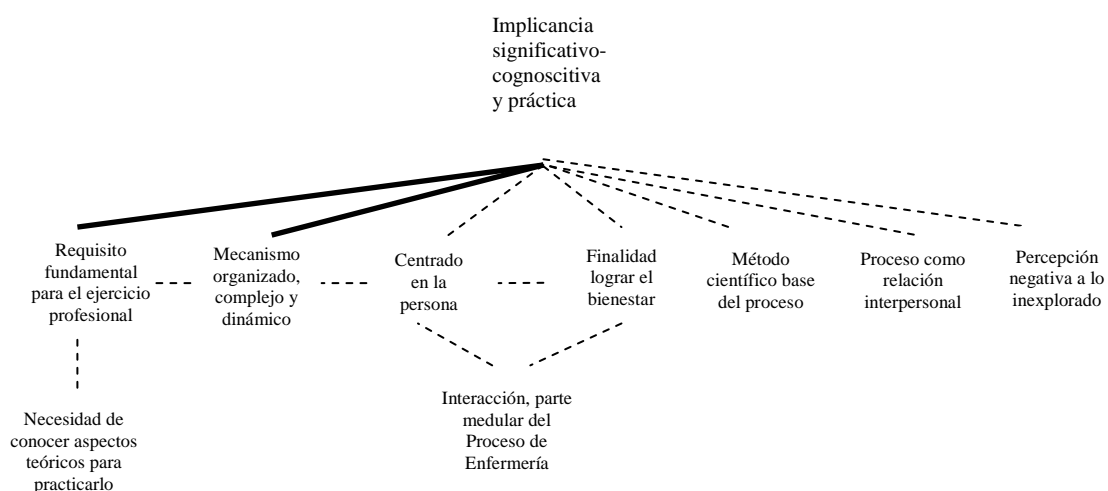 Implicancia
significativo-
cognoscitiva
y práctica
Requisito
fundamental
para el ejercicio
profesional
Mecanismo
organizado,
complejo y
dinámico
Centrado
en la
persona
Finalidad
lograr el
bienestar
Método
científico base
del proceso
Proceso como
relación
interpersonal
Percepción
negativa a lo
inexplorado
Necesidad de
conocer aspectos
teóricos para
practicarlo
Interacción, parte
medular del
Proceso de
Enfermería